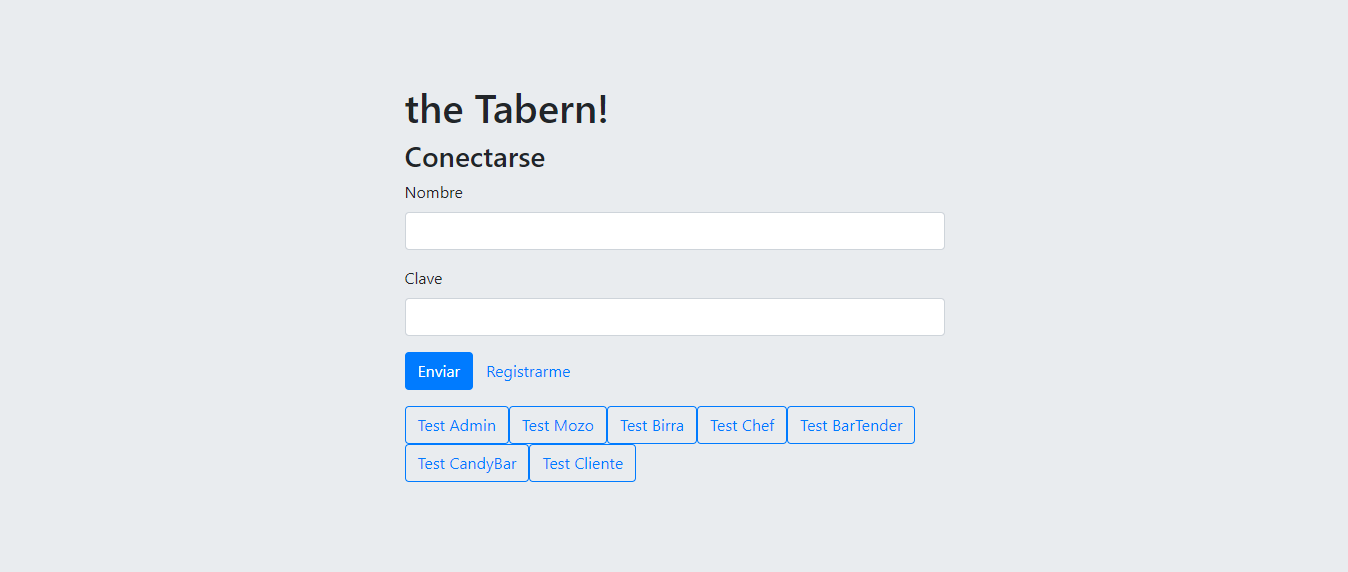 the Tabern!
Conectarse
Nombre
Clave
Enviar Registrarme
Test Admin Test Mozo Test Birra Test Chef Test BarTender
Test CandyBar Test Cliente